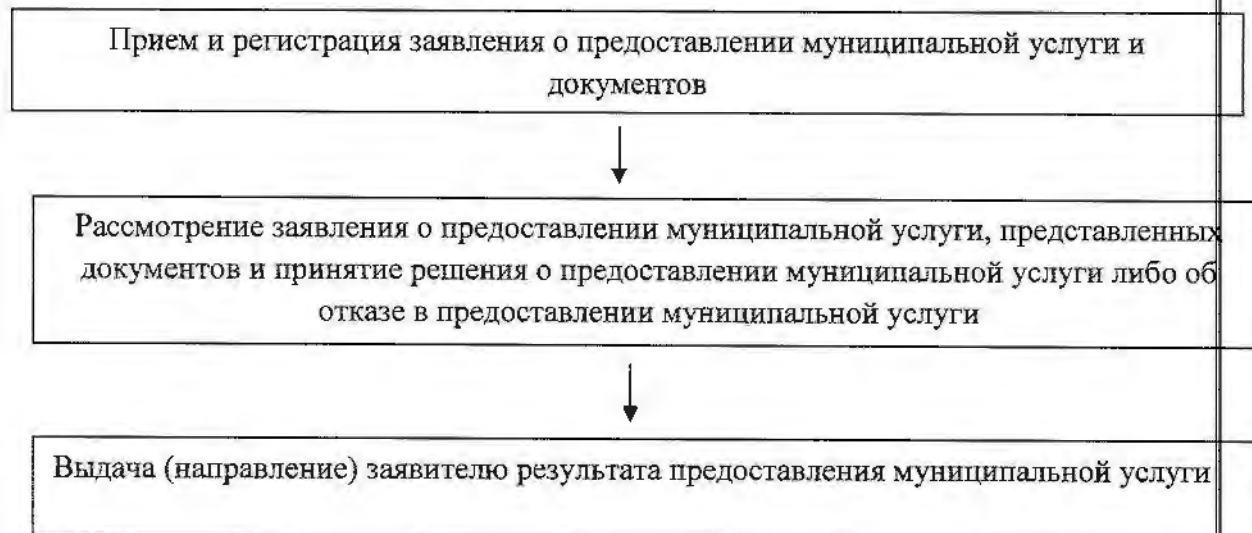 Прием и регистрация заявления о предоставлении муниципальной услуги и
документов
Рассмотрение заявления о предоставлении муниципальной услуги, представленных
документов и принятие решения о предоставлении муниципальной услуги либо об
отказе в предоставлении муниципальной услуги
Выдача (направление) заявителю результата предоставления муниципальной услуги